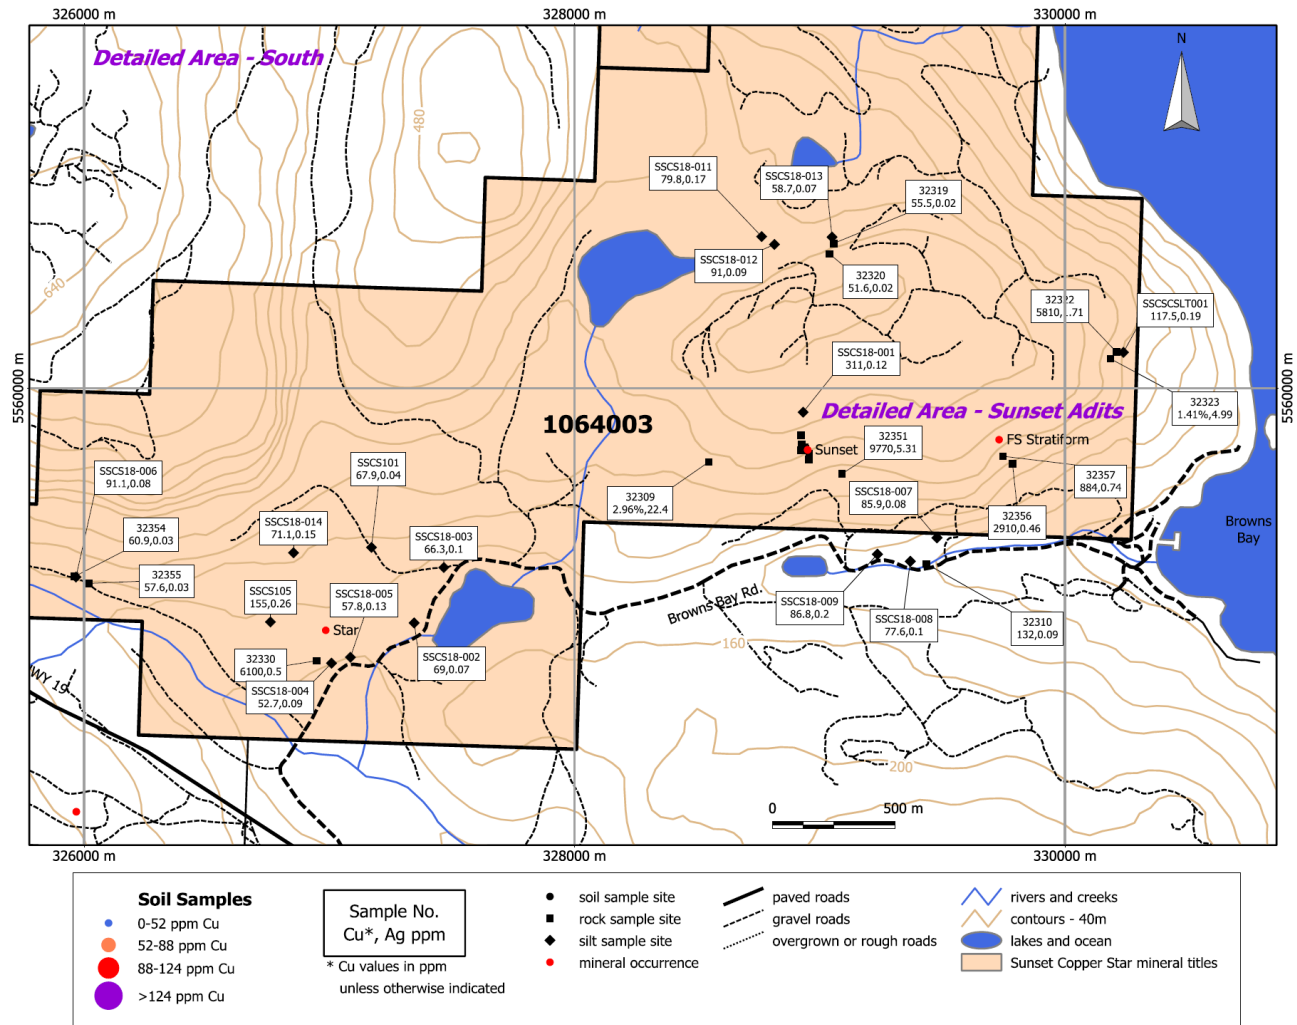 326000 m
328000 m
330000 m
Detailed Area - South
N
480
640
SSCS18-011
79.8,0.17
SSCS18-013
58.7,0.07
32319
55.5,0.02
SSCS18-012
91,0.09
32320
51.6,0.02
32322
5810,1.71
SSCSCSLT001
117.5,0.19
SSCS18-001
311,0.12
5560000 m
5560000 m
32323
1.41%,4.99
1064003
Detailed Area - Sunset Adits
Sunset
FS Stratiform
32351
9770,5.31
SSCS18-006
91.1,0.08
SSCS101
67.9,0.04
32309
2.96%,22.4
SSCS18-007
85.9,0.08
32357
884,0.74
32356
2910,0.46
32354
60.9,0.03
SSCS18-014
71.1,0.15
SSCS18-003
66.3,0.1
Browns
Bay
32355
57.6,0.03
SSCS105
155,0.26
SSCS18-005
57.8,0.13
Browns Bay Rd.
SSCS18-009
86.8,0.2
SSCS18-008
77.6,0.1
32310
132,0.09
Star
32330
6100,0.5
SSCS18-002
69,0.07
SSCS18-004
52.7,0.09
160
WY 19
200
0
500 m
326000 m
328000 m
330000 m
Soil Samples
0-52 ppm Cu
52-88 ppm Cu
88-124 ppm Cu
>124 ppm Cu
Sample No.
Cu*, Ag ppm
* Cu values in ppm
unless otherwise indicated
soil sample site
rock sample site
silt sample site
mineral occurrence
paved roads
gravel roads
overgrown or rough roads
rivers and creeks
contours - 40m
lakes and ocean
Sunset Copper Star mineral titles